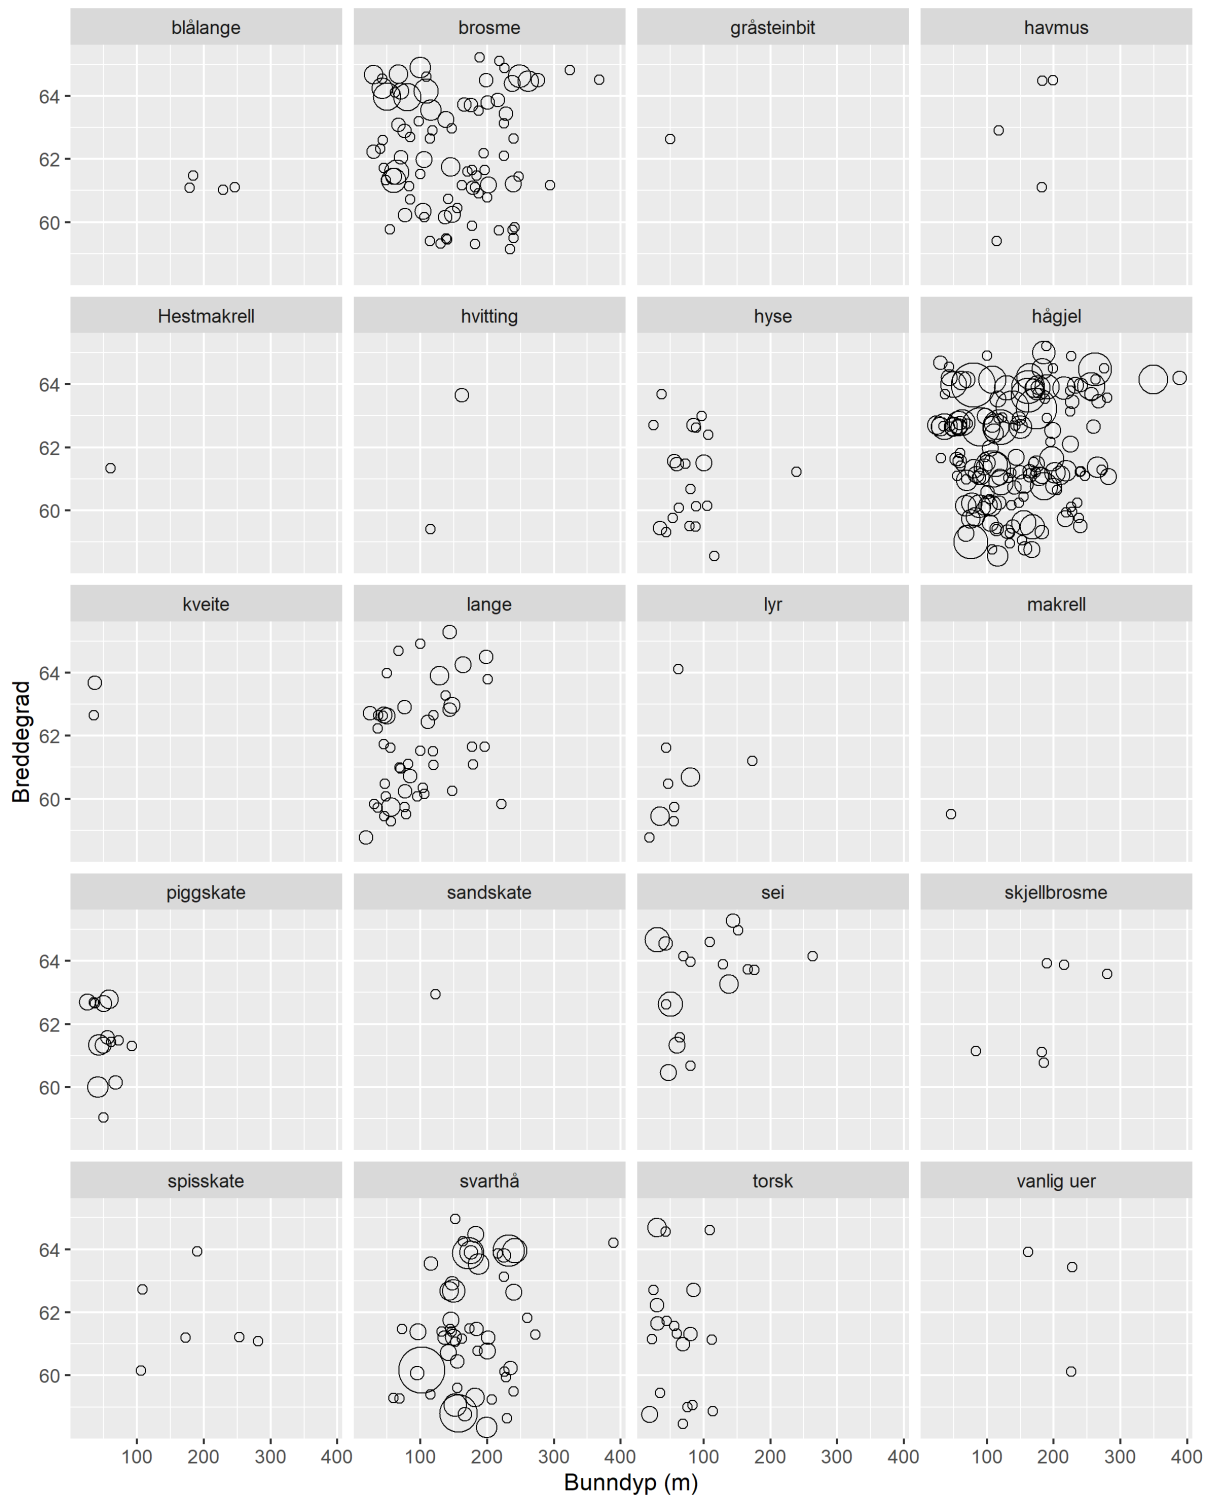 blålange brosme gråsteinbit havmus
64
62
60
Hestmakrell hvitting hyse hågjel
64
62
60
kveite lange lyr makrell
64
62
60
Breddegrad
piggskate sandskate sei skjellbrosme
64
62
60
spisskate svarthå torsk vanlig uer
64
62
60
100 200 300 400 100 200 300 400 100 200 300 400 100 200 300 400
Bunndyp (m)